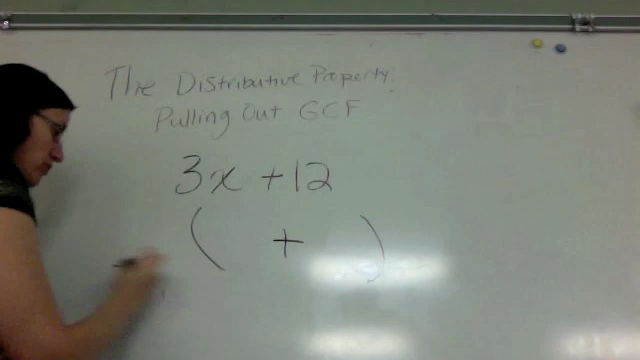 The Distributive Property:
Pulling Out GCF
3x + 12
( + )